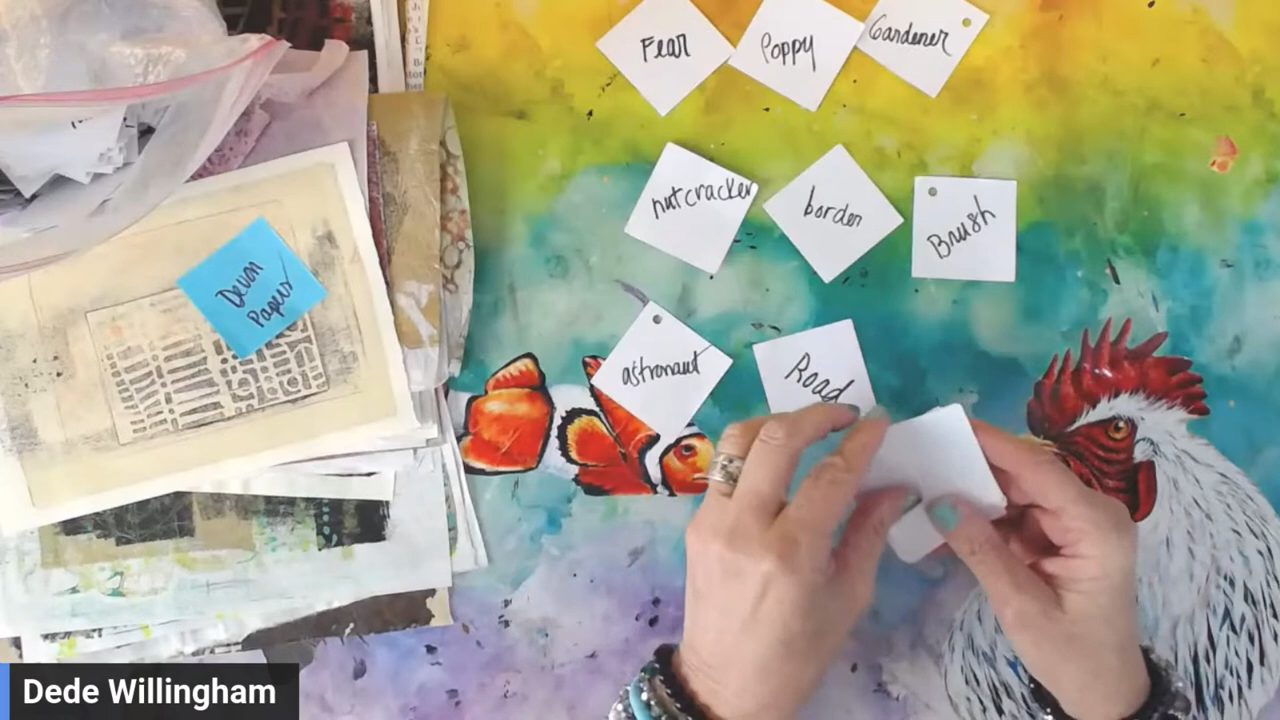 Fear
Poppy
Gardener
nutcracker
border
Brush
astronaut
Road
Devon
Papers
Dede Willingham